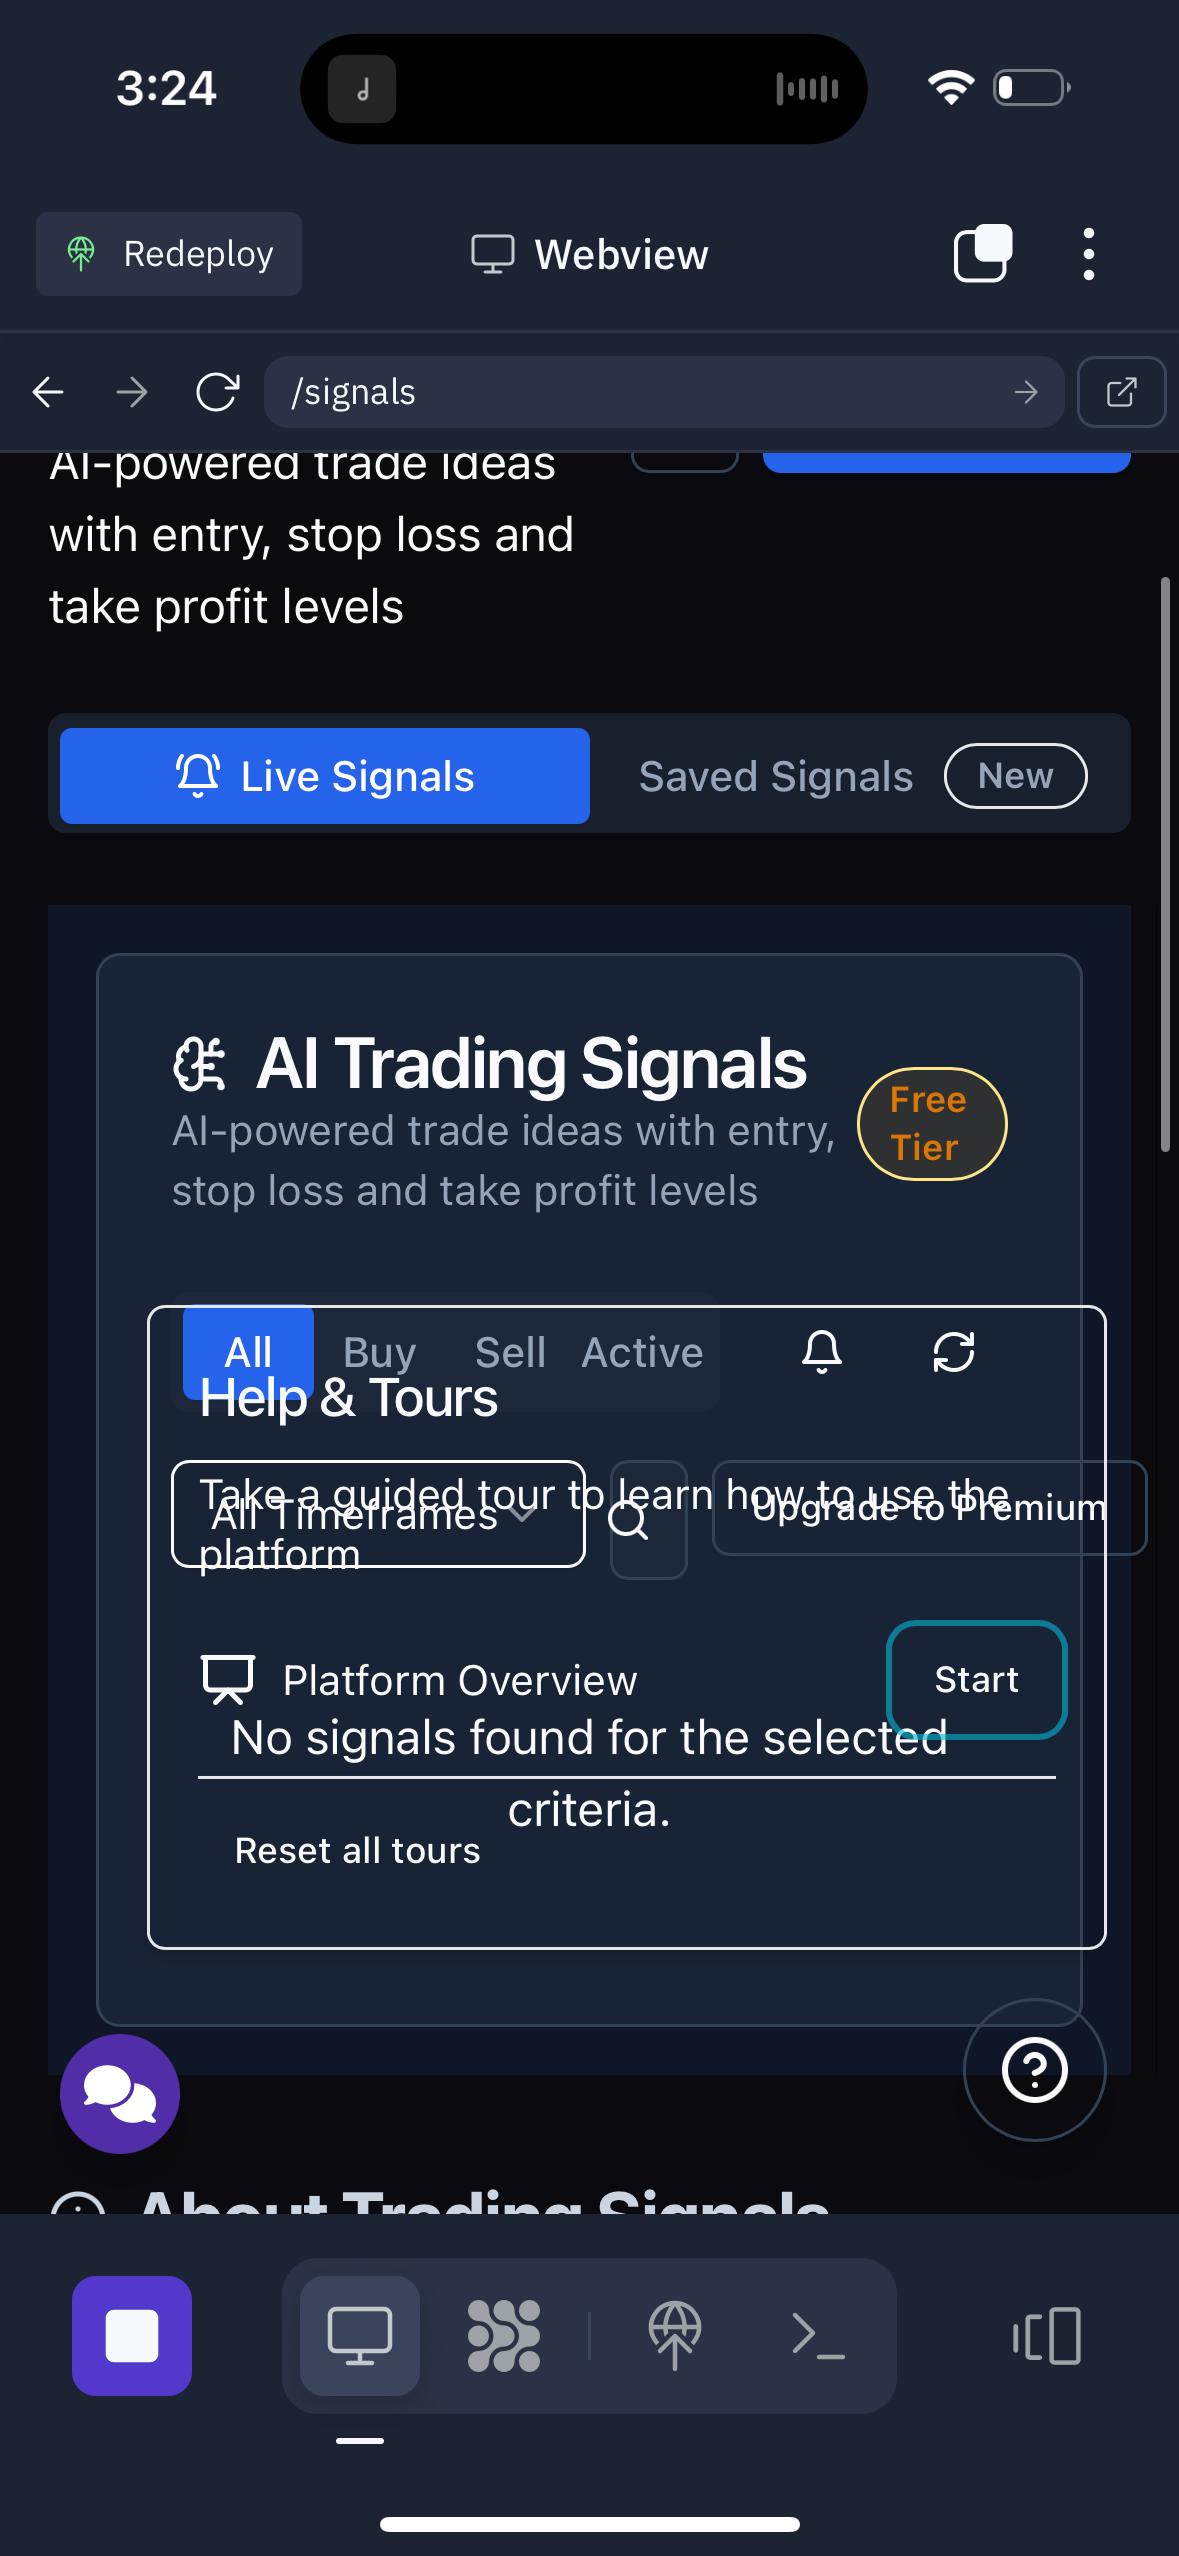 3:24
Redeploy
Webview
/signals
AI-powered trade ideas
with entry, stop loss and
take profit levels
Live Signals
Saved Signals
New
AI Trading Signals
AI-powered trade ideas with entry,
stop loss and take profit levels
Free
Tier
All
Buy
Sell
Active
Help & Tours
Take a guided tour to learn how to use the
platform
All Timeframes
Upgrade to Premium
Platform Overview
Start
No signals found for the selected
criteria.
Reset all tours
About Trading Signals